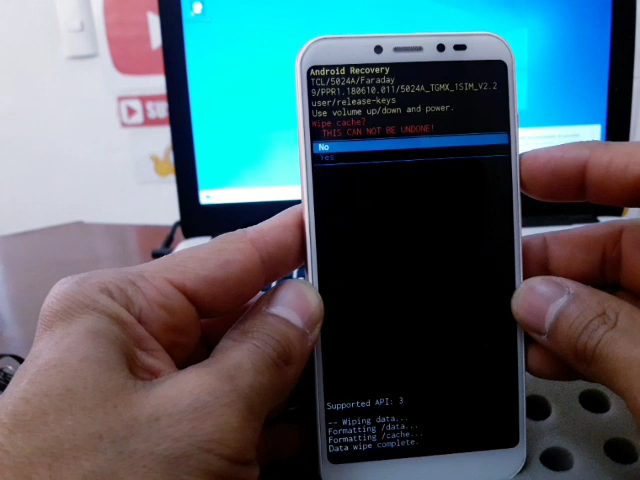 Android Recovery
TCL/5024A/Faraday
9/PPR1.180610.011/5024A_TGMX_1SIM_V2.2
user/release-keys
Use volume up/down and power.
Wipe cache?
THIS CAN NOT BE UNDONE!
No
Yes
Supported API: 3
-- Wiping data...
Formatting /data...
Formatting /cache...
Data wipe complete.